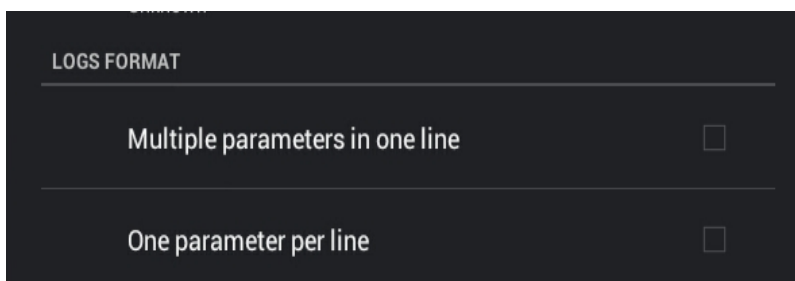 LOGS FORMAT
Multiple parameters in one line
One parameter per line